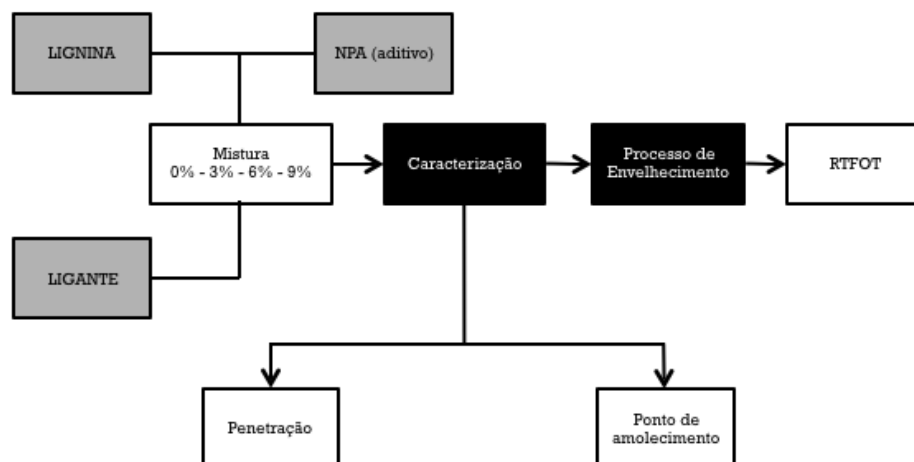 LIGNINA
NPA (aditivo)
Mistura
0% - 3% - 6% - 9%
Caracterização
Processo de
Envelhecimento
RTFOT
LIGANTE
Penetração
Ponto de
amolecimento